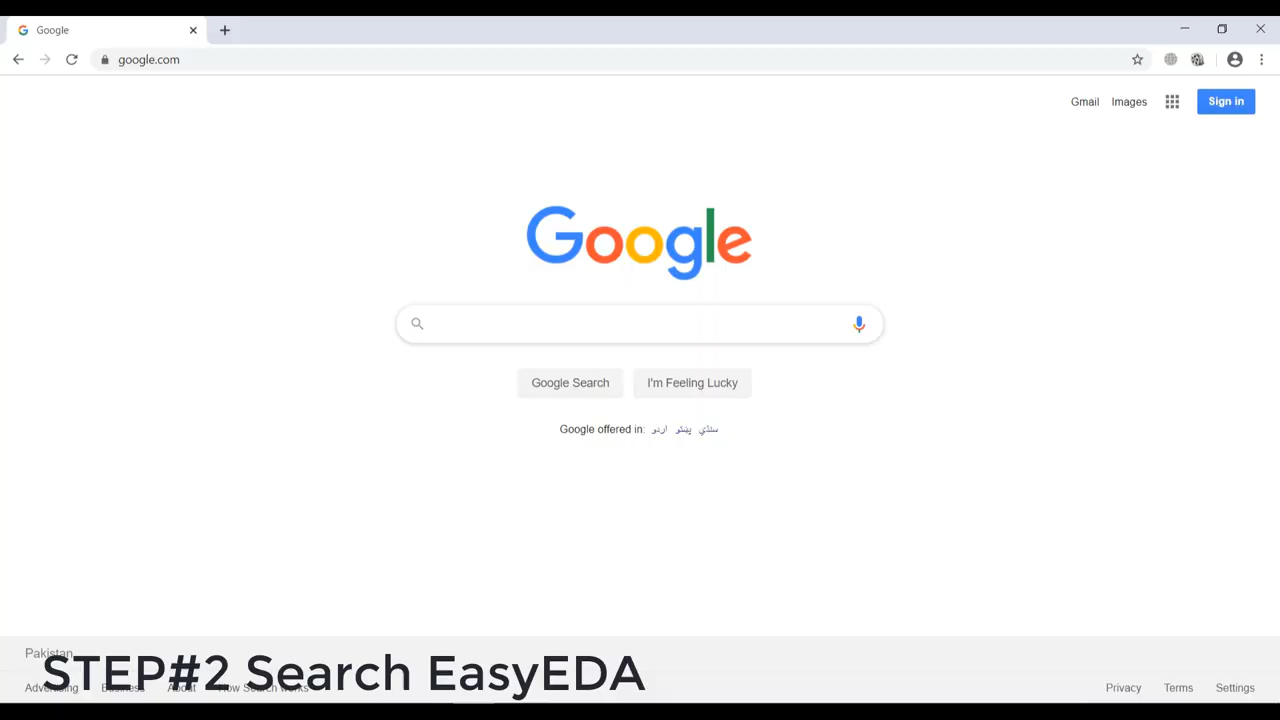 Google
google.com
Gmail Images Sign in
Google
Google Search I'm Feeling Lucky
Google offered in: اردو پښتو سنڌي
Pakistan
STEP#2 Search EasyEDA
Advertising Business About How Search works Privacy Terms Settings